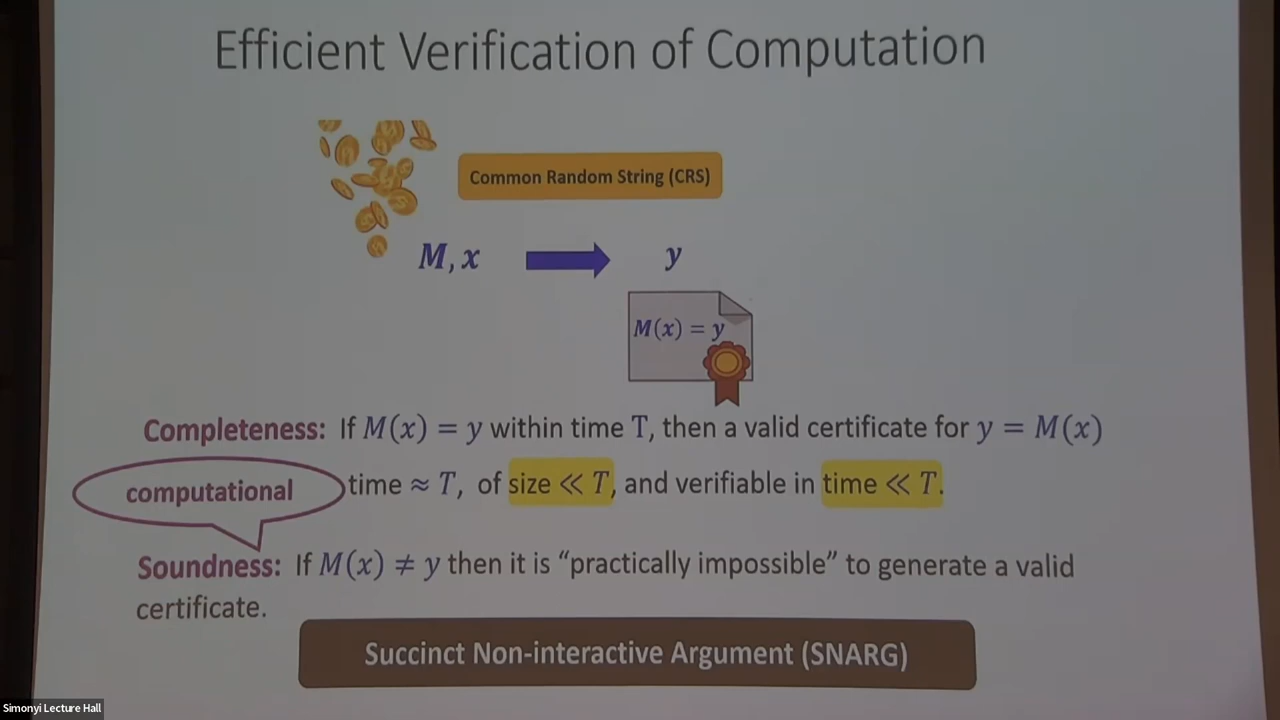 Efficient Verification of Computation
Common Random String (CRS)
M, x
y
M(x) = y
Completeness: If M(x) = y within time T, then a valid certificate for y = M(x)
computational
time ≈ T, of size ≪ T, and verifiable in time ≪ T.
Soundness: If M(x) ≠ y then it is “practically impossible” to generate a valid
certificate.
Succinct Non-interactive Argument (SNARG)
Simonyi Lecture Hall